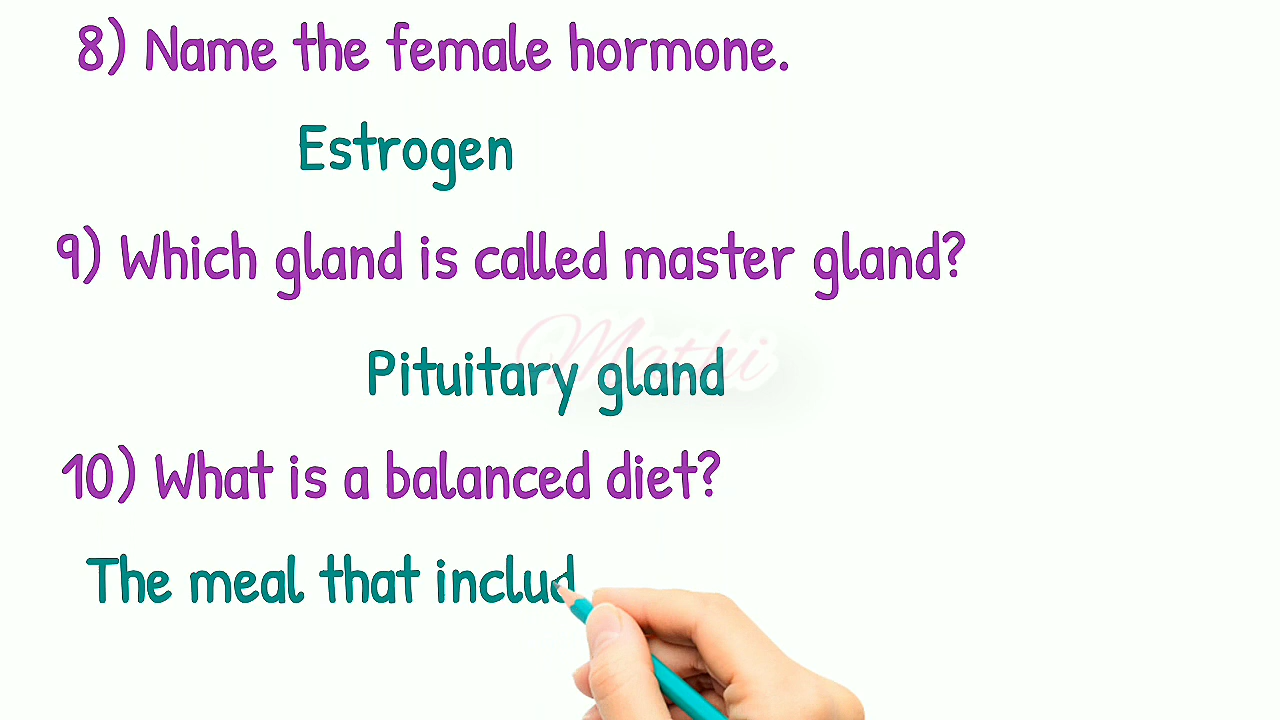 8) Name the female hormone.
Estrogen
9) Which gland is called master gland?
Mathi
Pituitary gland
10) What is a balanced diet?
The meal that includ